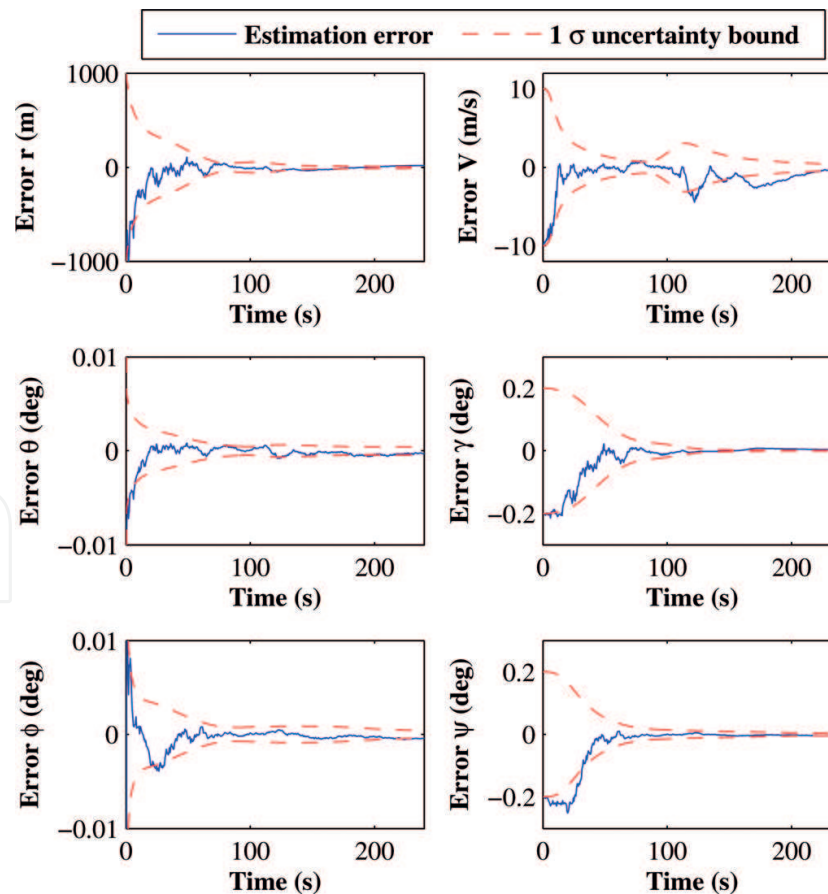 Estimation error
1 σ uncertainty bound
1000
0
−1000
Error r (m)
0
100
200
Time (s)
10
0
−10
Error V (m/s)
0
100
200
Time (s)
0.01
0
−0.01
Error θ (deg)
0
100
200
Time (s)
0.2
0
−0.2
Error γ (deg)
0
100
200
Time (s)
0.01
0
−0.01
Error ϕ (deg)
0
100
200
Time (s)
0.2
0
−0.2
Error ψ (deg)
0
100
200
Time (s)